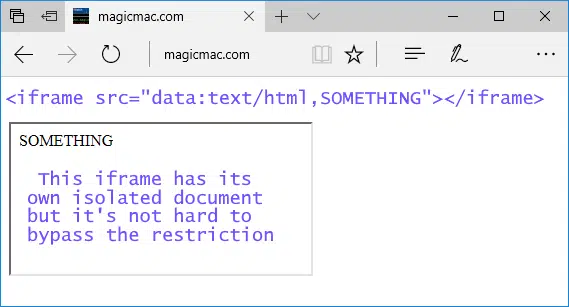 magicmac.com
magicmac.com
<iframe src="data:text/html,SOMETHING"></iframe>
SOMETHING
This iframe has its
own isolated document
but it's not hard to
bypass the restriction